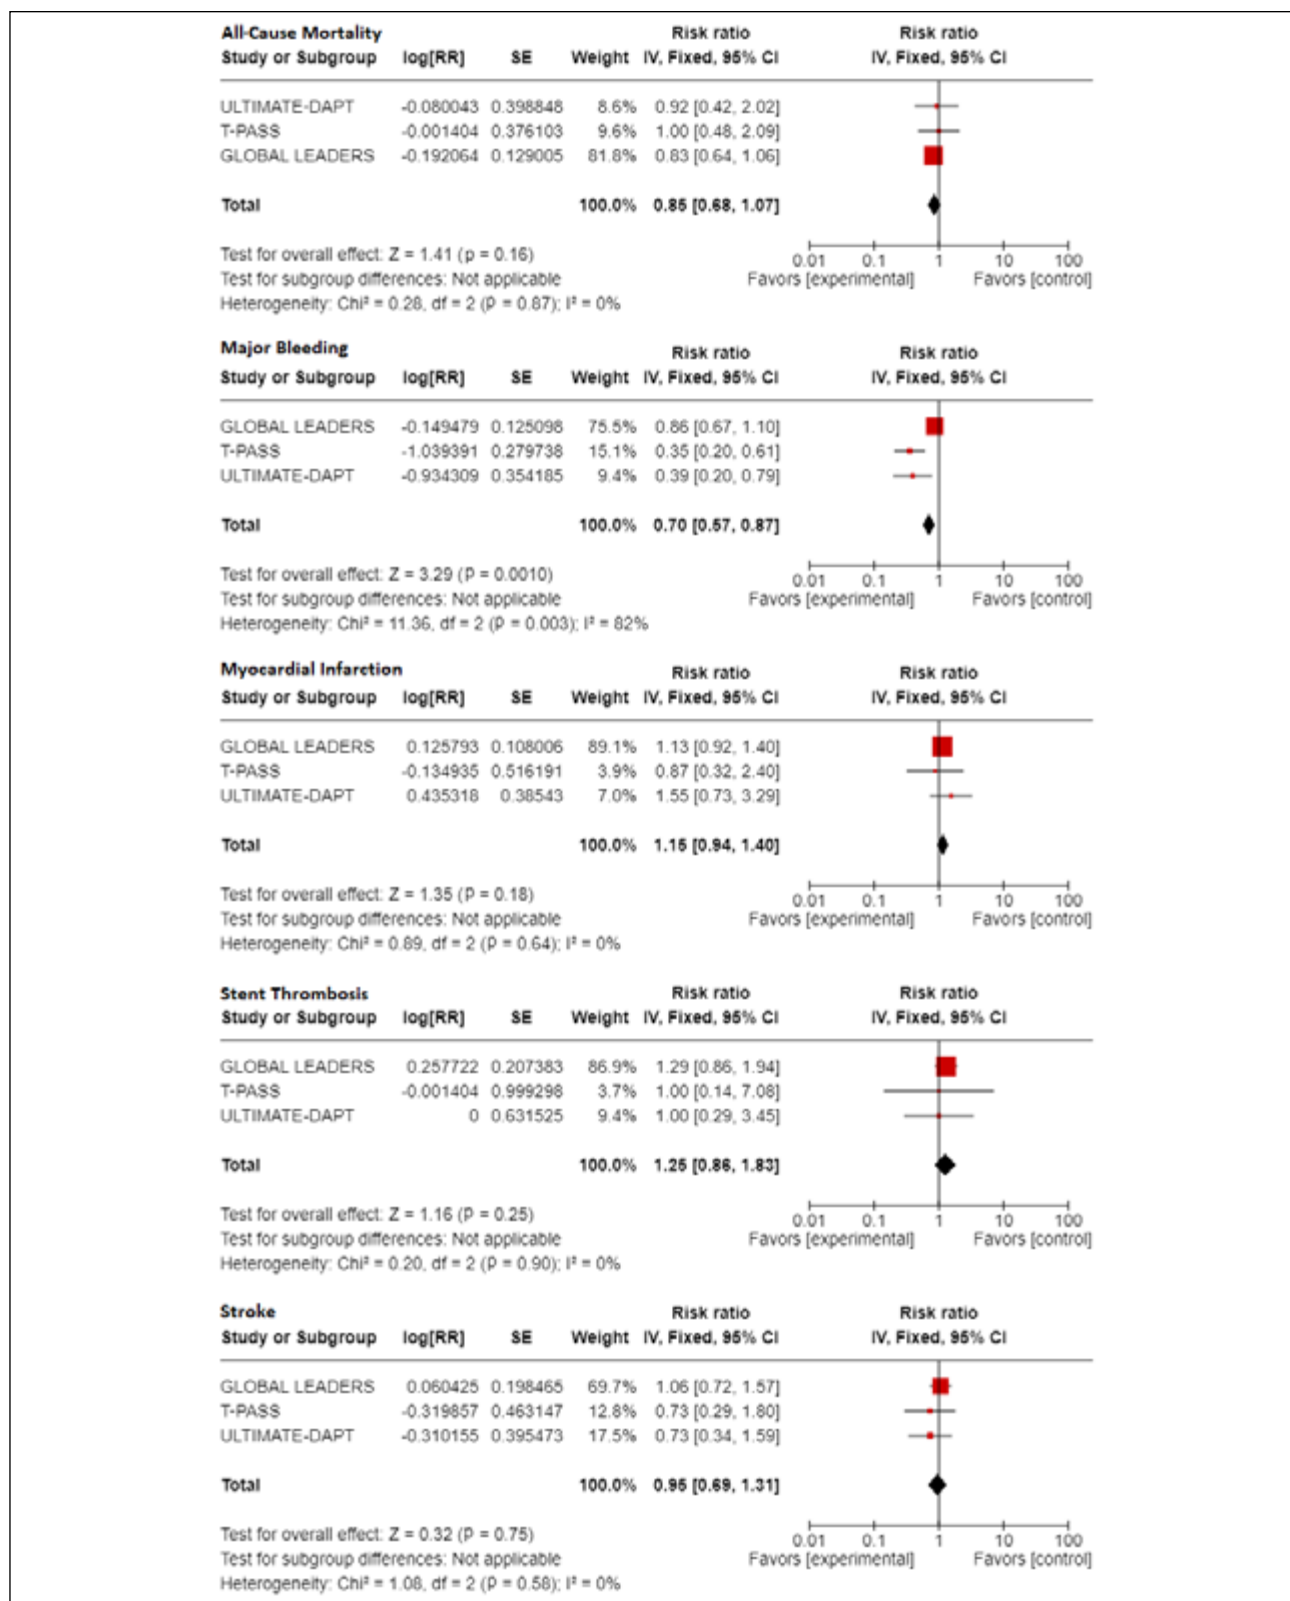 All-Cause Mortality Risk ratio Risk ratio
Study or Subgroup log[RR] SE Weight IV, Fixed, 95% CI IV, Fixed, 95% CI
ULTIMATE-DAPT -0.080043 0.398848 8.6% 0.92 [0.42, 2.02]
T-PASS -0.001404 0.376103 9.6% 1.00 [0.48, 2.09]
GLOBAL LEADERS -0.192064 0.129005 81.8% 0.83 [0.64, 1.06]
Total 100.0% 0.85 [0.68, 1.07]
Test for overall effect: Z = 1.41 (p = 0.16)
0.01 0.1 1 10 100
Test for subgroup differences: Not applicable Favors [experimental] Favors [control]
Heterogeneity: Chi² = 0.28, df = 2 (P = 0.87); I² = 0%
Major Bleeding Risk ratio Risk ratio
Study or Subgroup log[RR] SE Weight IV, Fixed, 95% CI IV, Fixed, 95% CI
GLOBAL LEADERS -0.149479 0.125098 75.5% 0.86 [0.67, 1.10]
T-PASS -1.039391 0.279738 15.1% 0.35 [0.20, 0.61]
ULTIMATE-DAPT -0.934309 0.354185 9.4% 0.39 [0.20, 0.79]
Total 100.0% 0.70 [0.57, 0.87]
Test for overall effect: Z = 3.29 (P = 0.0010)
0.01 0.1 1 10 100
Test for subgroup differences: Not applicable Favors [experimental] Favors [control]
Heterogeneity: Chi² = 11.36, df = 2 (P = 0.003); I² = 82%
Myocardial Infarction Risk ratio Risk ratio
Study or Subgroup log[RR] SE Weight IV, Fixed, 95% CI IV, Fixed, 95% CI
GLOBAL LEADERS 0.125793 0.108006 89.1% 1.13 [0.92, 1.40]
T-PASS -0.134935 0.516191 3.9% 0.87 [0.32, 2.40]
ULTIMATE-DAPT 0.435318 0.38543 7.0% 1.55 [0.73, 3.29]
Total 100.0% 1.15 [0.94, 1.40]
Test for overall effect: Z = 1.35 (P = 0.18)
0.01 0.1 1 10 100
Test for subgroup differences: Not applicable Favors [experimental] Favors [control]
Heterogeneity: Chi² = 0.89, df = 2 (P = 0.64); I² = 0%
Stent Thrombosis Risk ratio Risk ratio
Study or Subgroup log[RR] SE Weight IV, Fixed, 95% CI IV, Fixed, 95% CI
GLOBAL LEADERS 0.257722 0.207383 86.9% 1.29 [0.86, 1.94]
T-PASS -0.001404 0.999298 3.7% 1.00 [0.14, 7.08]
ULTIMATE-DAPT 0 0.631525 9.4% 1.00 [0.29, 3.45]
Total 100.0% 1.25 [0.86, 1.83]
Test for overall effect: Z = 1.16 (P = 0.25)
0.01 0.1 1 10 100
Test for subgroup differences: Not applicable Favors [experimental] Favors [control]
Heterogeneity: Chi² = 0.20, df = 2 (P = 0.90); I² = 0%
Stroke Risk ratio Risk ratio
Study or Subgroup log[RR] SE Weight IV, Fixed, 95% CI IV, Fixed, 95% CI
GLOBAL LEADERS 0.060425 0.198465 69.7% 1.06 [0.72, 1.57]
T-PASS -0.319857 0.463147 12.8% 0.73 [0.29, 1.80]
ULTIMATE-DAPT -0.310155 0.395473 17.5% 0.73 [0.34, 1.59]
Total 100.0% 0.95 [0.69, 1.31]
Test for overall effect: Z = 0.32 (P = 0.75)
0.01 0.1 1 10 100
Test for subgroup differences: Not applicable Favors [experimental] Favors [control]
Heterogeneity: Chi² = 1.08, df = 2 (P = 0.58); I² = 0%